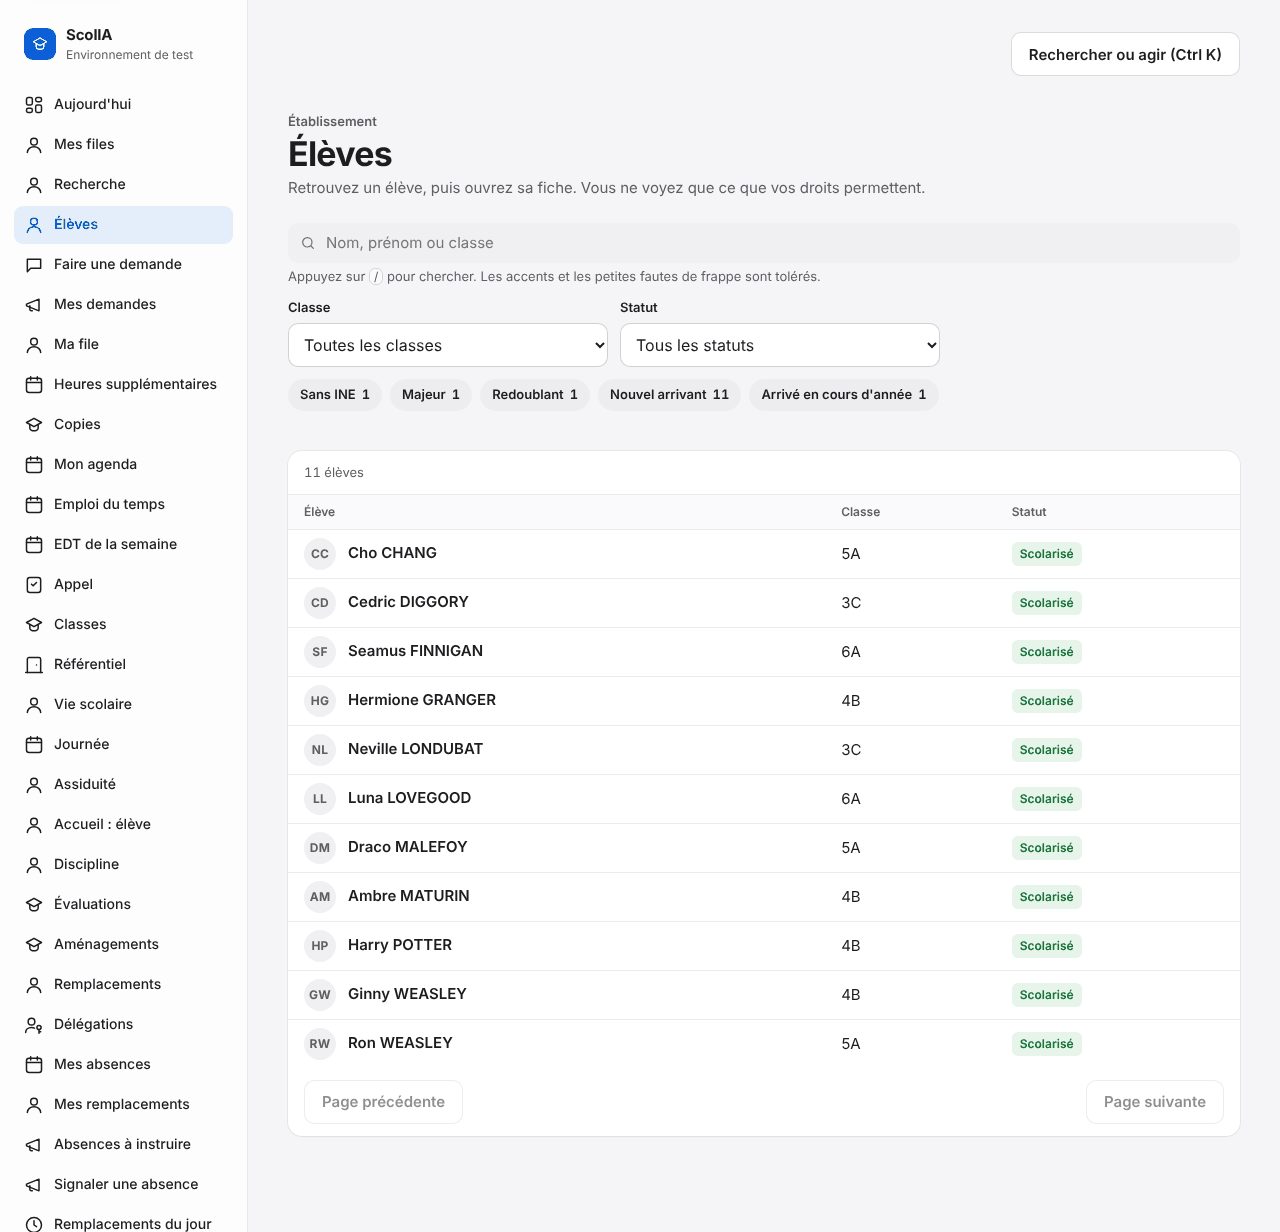 ScolIA
Environnement de test
Aujourd'hui
Mes files
Recherche
Élèves
Faire une demande
Mes demandes
Ma file
Heures supplémentaires
Copies
Mon agenda
Emploi du temps
EDT de la semaine
Appel
Classes
Référentiel
Vie scolaire
Journée
Assiduité
Accueil : élève
Discipline
Évaluations
Aménagements
Remplacements
Délégations
Mes absences
Mes remplacements
Absences à instruire
Signaler une absence
Remplacements du jour
Rechercher ou agir (Ctrl K)
Établissement
Élèves
Retrouvez un élève, puis ouvrez sa fiche. Vous ne voyez que ce que vos droits permettent.
Nom, prénom ou classe
Appuyez sur / pour chercher. Les accents et les petites fautes de frappe sont tolérés.
Classe Statut
Toutes les classes Tous les statuts
Sans INE 1 Majeur 1 Redoublant 1 Nouvel arrivant 11 Arrivé en cours d'année 1
11 élèves
Élève Classe Statut
CC Cho CHANG 5A Scolarisé
CD Cedric DIGGORY 3C Scolarisé
SF Seamus FINNIGAN 6A Scolarisé
HG Hermione GRANGER 4B Scolarisé
NL Neville LONDUBAT 3C Scolarisé
LL Luna LOVEGOOD 6A Scolarisé
DM Draco MALEFOY 5A Scolarisé
AM Ambre MATURIN 4B Scolarisé
HP Harry POTTER 4B Scolarisé
GW Ginny WEASLEY 4B Scolarisé
RW Ron WEASLEY 5A Scolarisé
Page précédente Page suivante